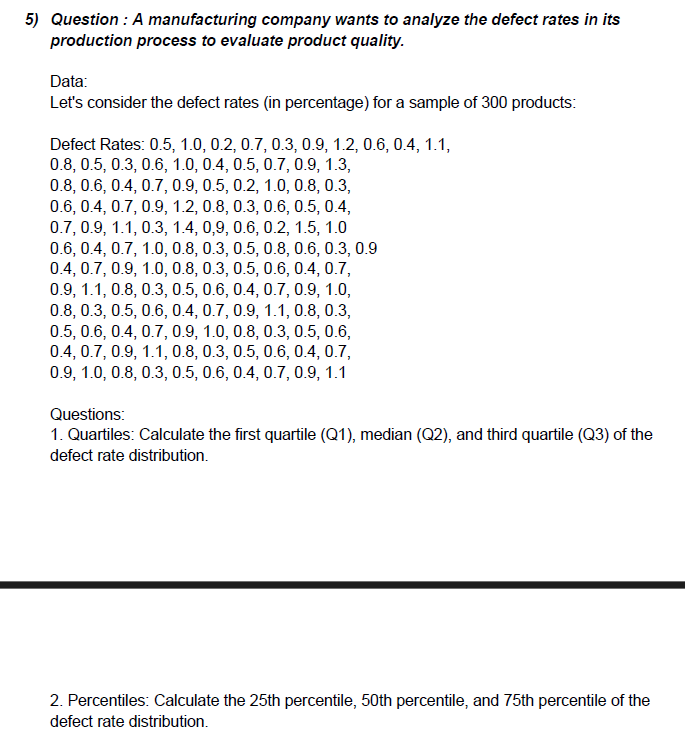 5) Question : A manufacturing company wants to analyze the defect rates in its
production process to evaluate product quality.
Data:
Let's consider the defect rates (in percentage) for a sample of 300 products:
Defect Rates: 0.5, 1.0, 0.2, 0.7, 0.3, 0.9, 1.2, 0.6, 0.4, 1.1,
0.8, 0.5, 0.3, 0.6, 1.0, 0.4, 0.5, 0.7, 0.9, 1.3,
0.8, 0.6, 0.4, 0.7, 0.9, 0.5, 0.2, 1.0, 0.8, 0.3,
0.6, 0.4, 0.7, 0.9, 1.2, 0.8, 0.3, 0.6, 0.5, 0.4,
0.7, 0.9, 1.1, 0.3, 1.4, 0,9, 0.6, 0.2, 1.5, 1.0
0.6, 0.4, 0.7, 1.0, 0.8, 0.3, 0.5, 0.8, 0.6, 0.3, 0.9
0.4, 0.7, 0.9, 1.0, 0.8, 0.3, 0.5, 0.6, 0.4, 0.7,
0.9, 1.1, 0.8, 0.3, 0.5, 0.6, 0.4, 0.7, 0.9, 1.0,
0.8, 0.3, 0.5, 0.6, 0.4, 0.7, 0.9, 1.1, 0.8, 0.3,
0.5, 0.6, 0.4, 0.7, 0.9, 1.0, 0.8, 0.3, 0.5, 0.6,
0.4, 0.7, 0.9, 1.1, 0.8, 0.3, 0.5, 0.6, 0.4, 0.7,
0.9, 1.0, 0.8, 0.3, 0.5, 0.6, 0.4, 0.7, 0.9, 1.1
Questions:
1. Quartiles: Calculate the first quartile (Q1), median (Q2), and third quartile (Q3) of the
defect rate distribution.
2. Percentiles: Calculate the 25th percentile, 50th percentile, and 75th percentile of the
defect rate distribution.